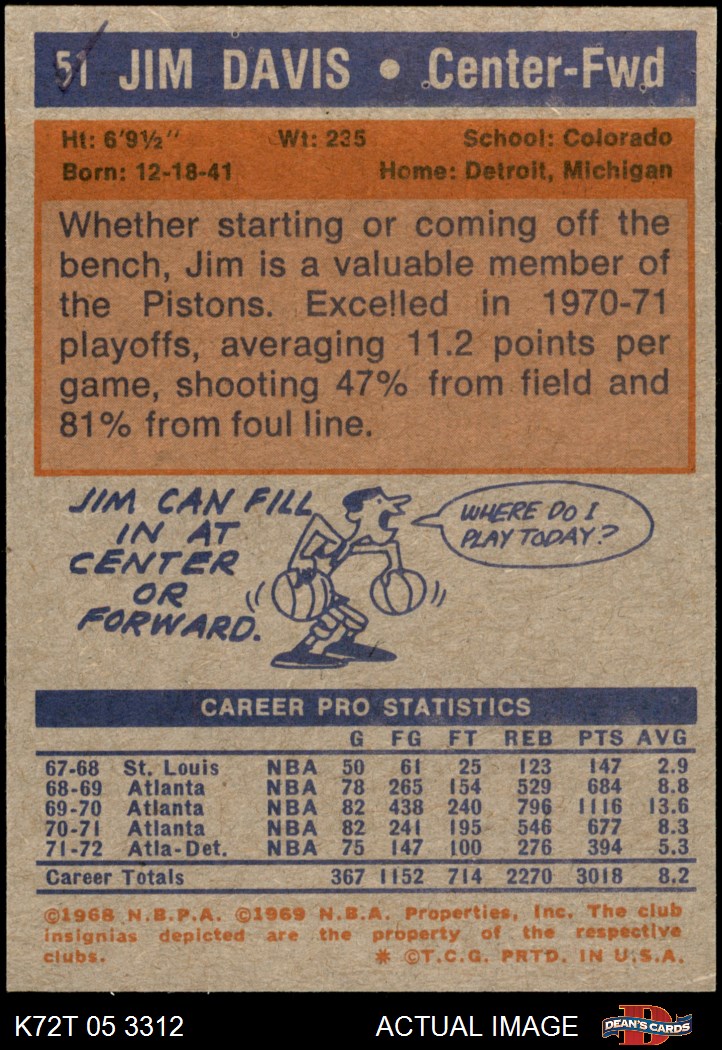 51 JIM DAVIS • Center-Fwd
Ht: 6'9½" Wt: 235 School: Colorado
Born: 12-18-41 Home: Detroit, Michigan
Whether starting or coming off the
bench, Jim is a valuable member of
the Pistons. Excelled in 1970-71
playoffs, averaging 11.2 points per
game, shooting 47% from field and
81% from foul line.
JIM CAN FILL
IN AT
CENTER
OR
FORWARD.
WHERE DO I
PLAY TODAY?
CAREER PRO STATISTICS
G FG FT REB PTS AVG
67-68 St. Louis NBA 50 61 25 123 147 2.9
68-69 Atlanta NBA 78 265 154 529 684 8.8
69-70 Atlanta NBA 82 438 240 796 1116 13.6
70-71 Atlanta NBA 82 241 195 546 677 8.3
71-72 Atla-Det. NBA 75 147 100 276 394 5.3
Career Totals 367 1152 714 2270 3018 8.2
©1968 N.B.P.A. ©1969 N.B.A. Properties, Inc. The club
insignias depicted are the property of the respective
clubs. * ©T.C.G. PRTD. IN U.S.A.
K72T 05 3312 ACTUAL IMAGE DEAN'S CARDS